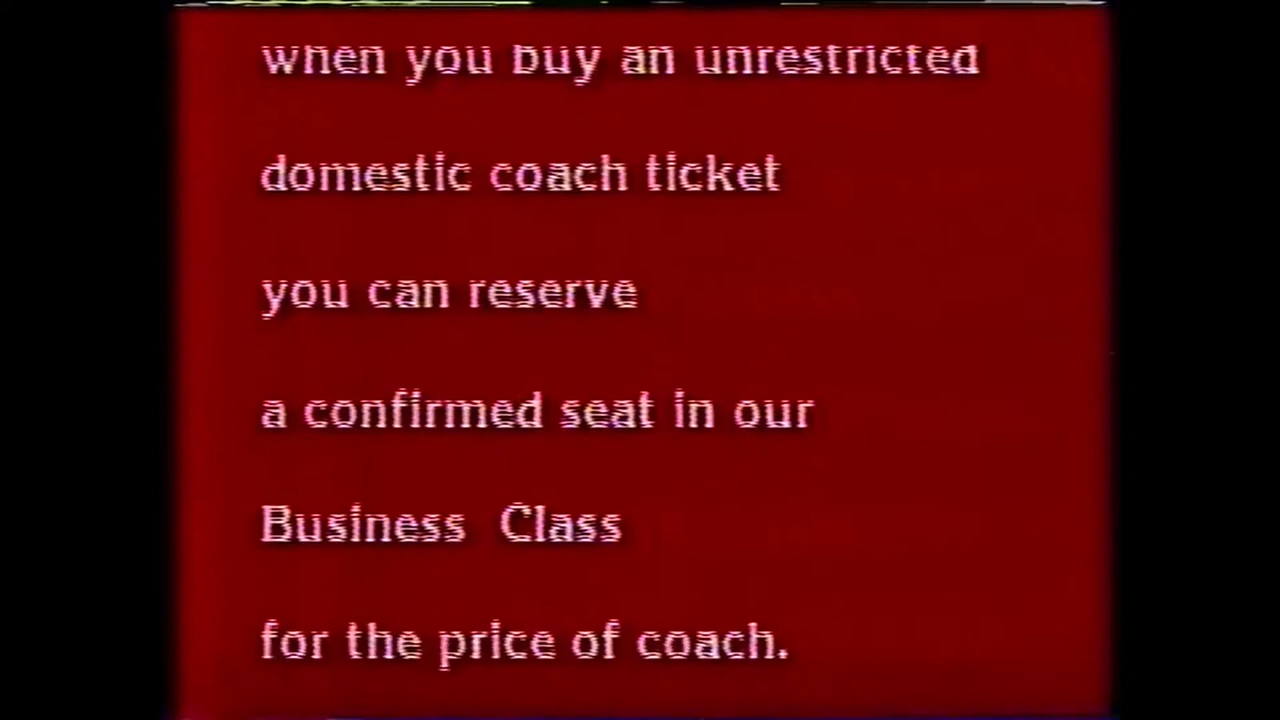 when you buy an unrestricted
domestic coach ticket
you can reserve
a confirmed seat in our
Business Class
for the price of coach.